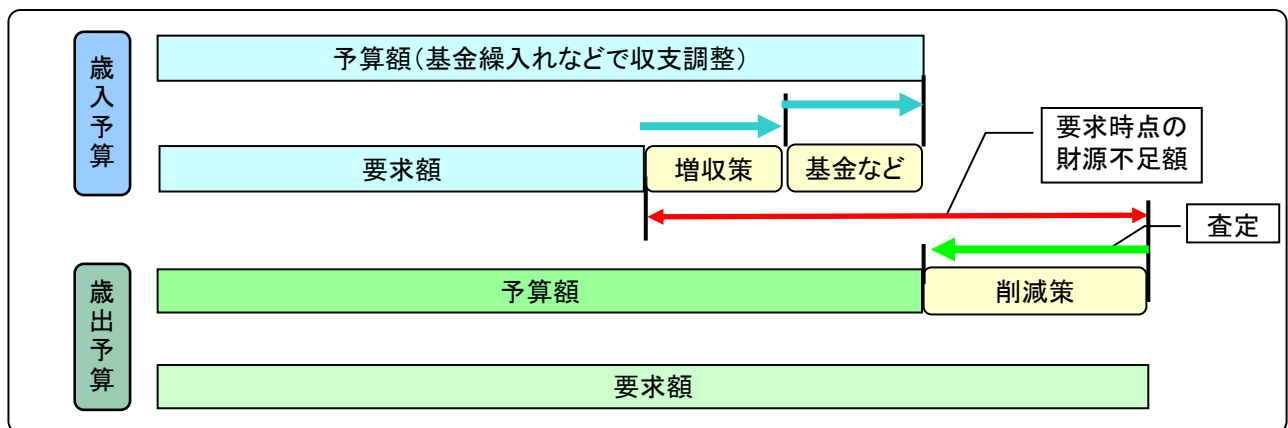 歳入予算
予算額(基金繰入れなどで収支調整)
要求額
増収策
基金など
要求時点の
財源不足額
査定
歳出予算
予算額
削減策
要求額